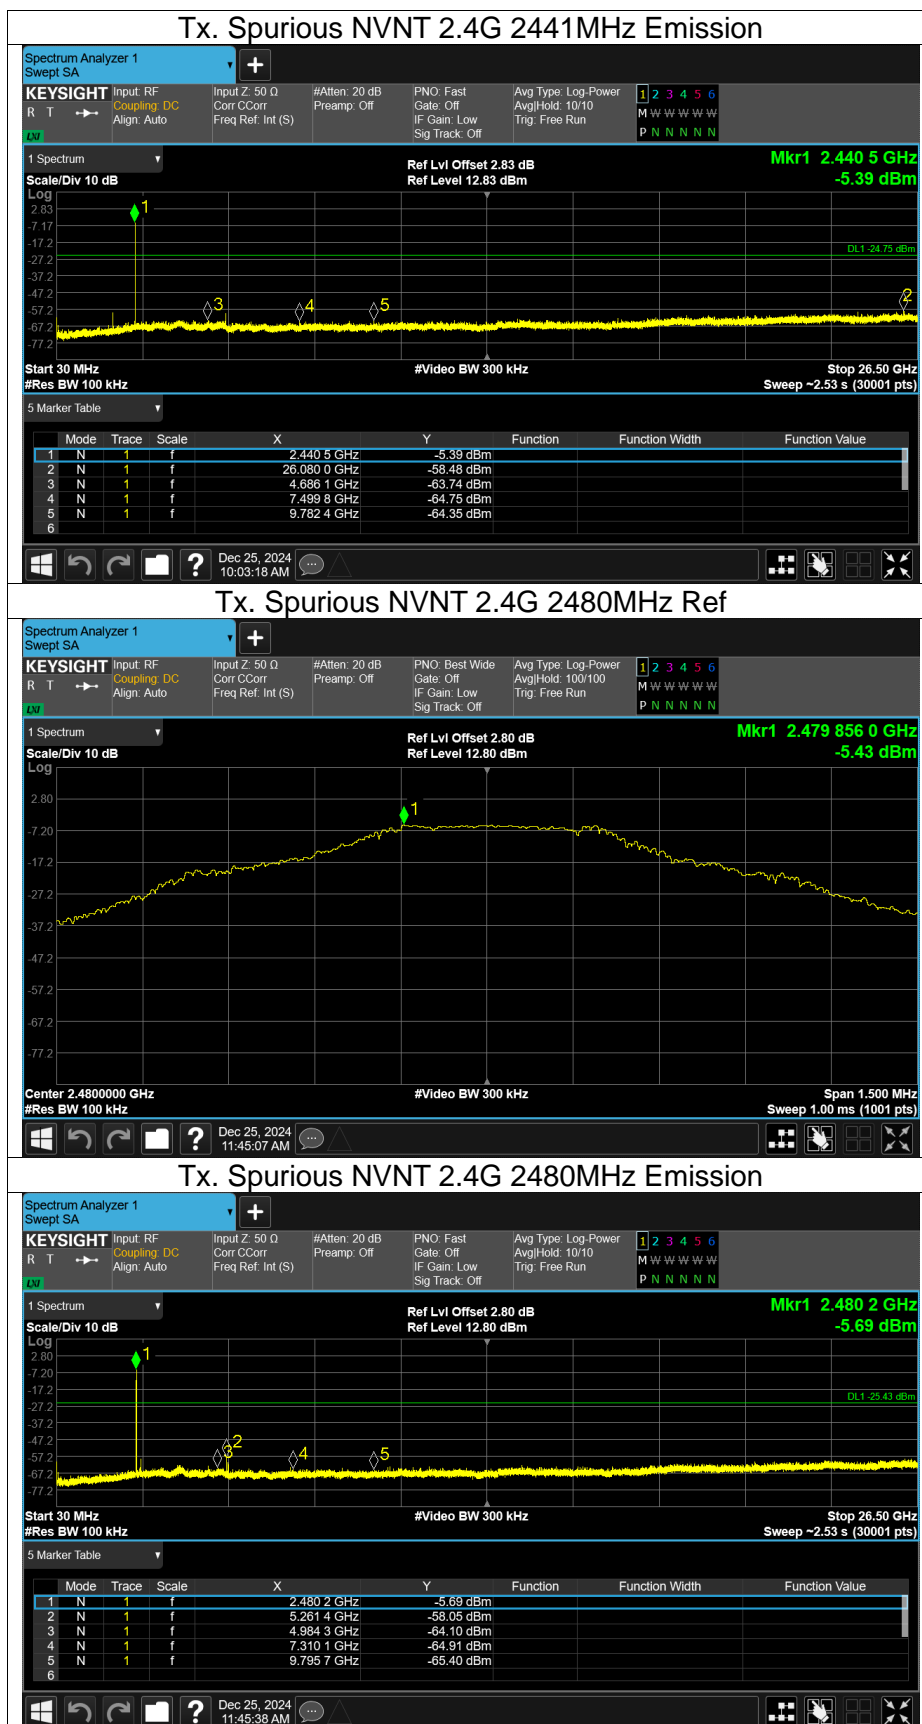 Tx. Spurious NVNT 2.4G 2441MHz Emission
Spectrum Analyzer 1
Swept SA
+
KEYSIGHT Input: RF Input Z: 50 Ω #Atten: 20 dB PNO: Fast Avg Type: Log-Power 1 2 3 4 5 6
R T Coupling: DC Corr CCorr Preamp: Off Gate: Off Avg|Hold: 10/10 M W W W W W
Align: Auto Freq Ref: Int (S) IF Gain: Low Trig: Free Run
LXI Sig Track: Off P N N N N N
1 Spectrum Ref Lvl Offset 2.83 dB Mkr1 2.440 5 GHz
Scale/Div 10 dB Ref Level 12.83 dBm -5.39 dBm
Log
2.83 1
-7.17
-17.2
DL1 -24.75 dBm
-27.2
-37.2
-47.2
2
-57.2 3 4 5
-67.2
-77.2
Start 30 MHz #Video BW 300 kHz Stop 26.50 GHz
#Res BW 100 kHz Sweep ~2.53 s (30001 pts)
5 Marker Table
Mode Trace Scale X Y Function Function Width Function Value
1 N 1 f 2.440 5 GHz -5.39 dBm
2 N 1 f 26.080 0 GHz -58.48 dBm
3 N 1 f 4.686 1 GHz -63.74 dBm
4 N 1 f 7.499 8 GHz -64.75 dBm
5 N 1 f 9.782 4 GHz -64.35 dBm
6
? Dec 25, 2024
10:03:18 AM
Tx. Spurious NVNT 2.4G 2480MHz Ref
Spectrum Analyzer 1
Swept SA
+
KEYSIGHT Input: RF Input Z: 50 Ω #Atten: 20 dB PNO: Best Wide Avg Type: Log-Power 1 2 3 4 5 6
R T Coupling: DC Corr CCorr Preamp: Off Gate: Off Avg|Hold: 100/100 M W W W W W
Align: Auto Freq Ref: Int (S) IF Gain: Low Trig: Free Run
LXI Sig Track: Off P N N N N N
1 Spectrum Ref Lvl Offset 2.80 dB Mkr1 2.479 856 0 GHz
Scale/Div 10 dB Ref Level 12.80 dBm -5.43 dBm
Log
2.80
1
-7.20
-17.2
-27.2
-37.2
-47.2
-57.2
-67.2
-77.2
Center 2.4800000 GHz #Video BW 300 kHz Span 1.500 MHz
#Res BW 100 kHz Sweep 1.00 ms (1001 pts)
? Dec 25, 2024
11:45:07 AM
Tx. Spurious NVNT 2.4G 2480MHz Emission
Spectrum Analyzer 1
Swept SA
+
KEYSIGHT Input: RF Input Z: 50 Ω #Atten: 20 dB PNO: Fast Avg Type: Log-Power 1 2 3 4 5 6
R T Coupling: DC Corr CCorr Preamp: Off Gate: Off Avg|Hold: 10/10 M W W W W W
Align: Auto Freq Ref: Int (S) IF Gain: Low Trig: Free Run
LXI Sig Track: Off P N N N N N
1 Spectrum Ref Lvl Offset 2.80 dB Mkr1 2.480 2 GHz
Scale/Div 10 dB Ref Level 12.80 dBm -5.69 dBm
Log
2.80 1
-7.20
-17.2
DL1 -25.43 dBm
-27.2
-37.2
-47.2 2
-57.2 3 4 5
-67.2
-77.2
Start 30 MHz #Video BW 300 kHz Stop 26.50 GHz
#Res BW 100 kHz Sweep ~2.53 s (30001 pts)
5 Marker Table
Mode Trace Scale X Y Function Function Width Function Value
1 N 1 f 2.480 2 GHz -5.69 dBm
2 N 1 f 5.261 4 GHz -58.05 dBm
3 N 1 f 4.984 3 GHz -64.10 dBm
4 N 1 f 7.310 1 GHz -64.91 dBm
5 N 1 f 9.795 7 GHz -65.40 dBm
6
? Dec 25, 2024
11:45:38 AM